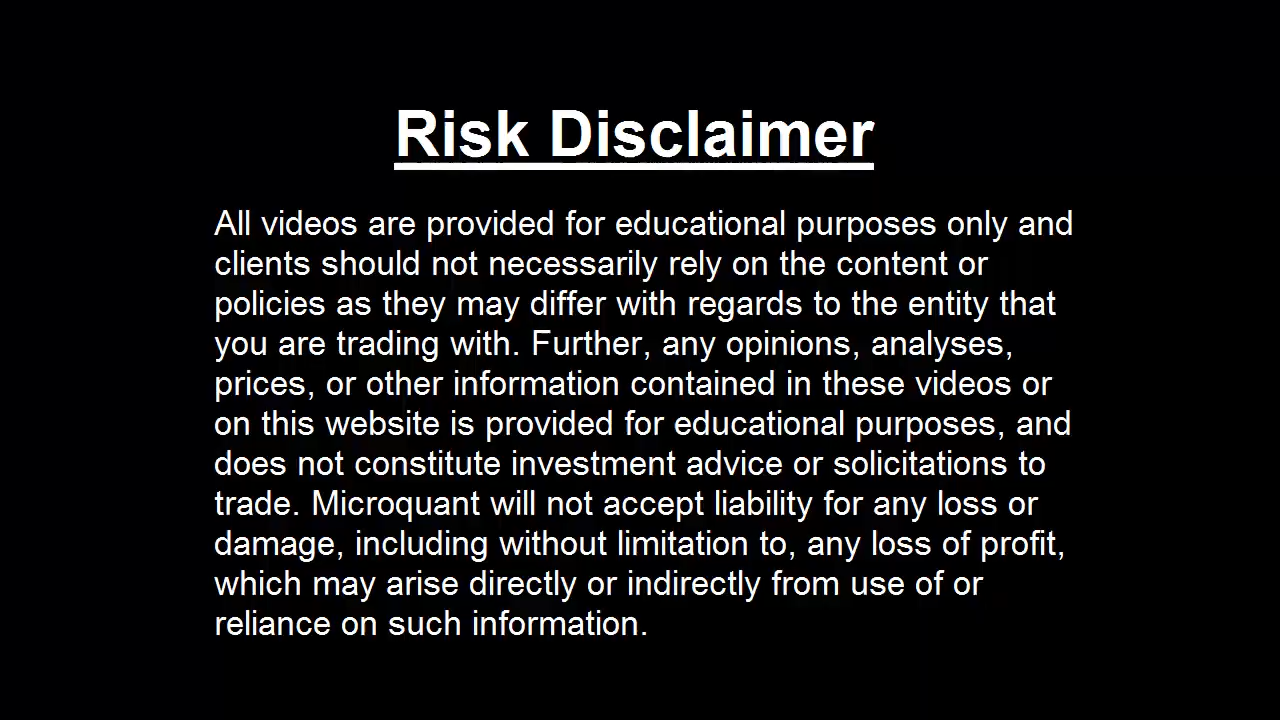 Risk Disclaimer
All videos are provided for educational purposes only and
clients should not necessarily rely on the content or
policies as they may differ with regards to the entity that
you are trading with. Further, any opinions, analyses,
prices, or other information contained in these videos or
on this website is provided for educational purposes, and
does not constitute investment advice or solicitations to
trade. Microquant will not accept liability for any loss or
damage, including without limitation to, any loss of profit,
which may arise directly or indirectly from use of or
reliance on such information.